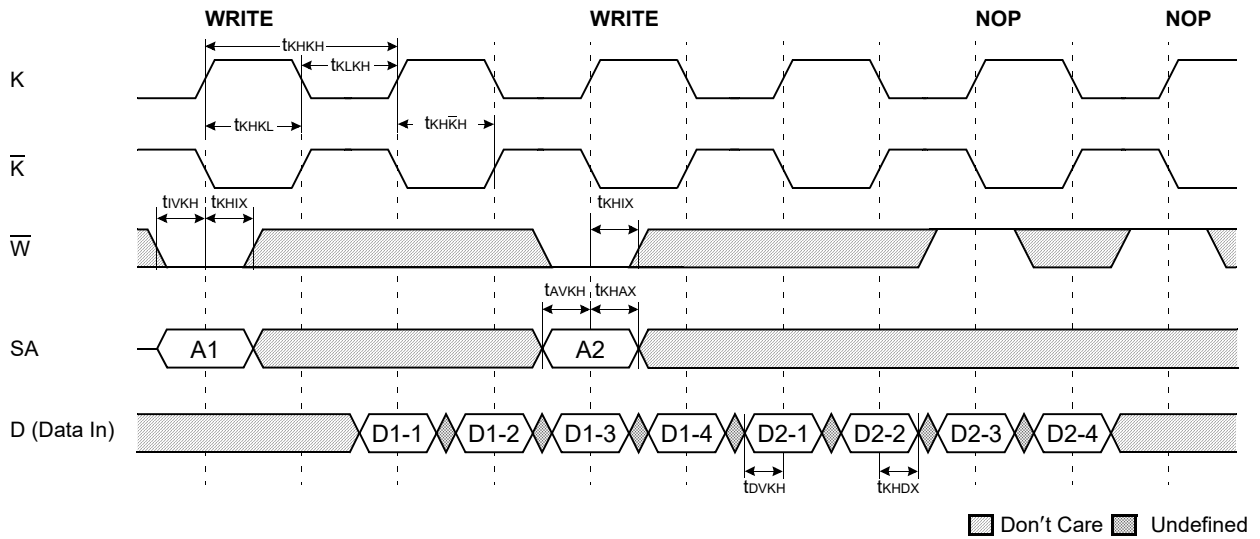 WRITE WRITE NOP NOP
tKHKH
tKLKH
K
tKHKL tKHK̅H
K̅
tIVKH tKHIX tKHIX
W̅
tAVKH tKHAX
SA A1 A2
D (Data In) D1-1 D1-2 D1-3 D1-4 D2-1 D2-2 D2-3 D2-4
tDVKH tKHDX
Don't Care Undefined